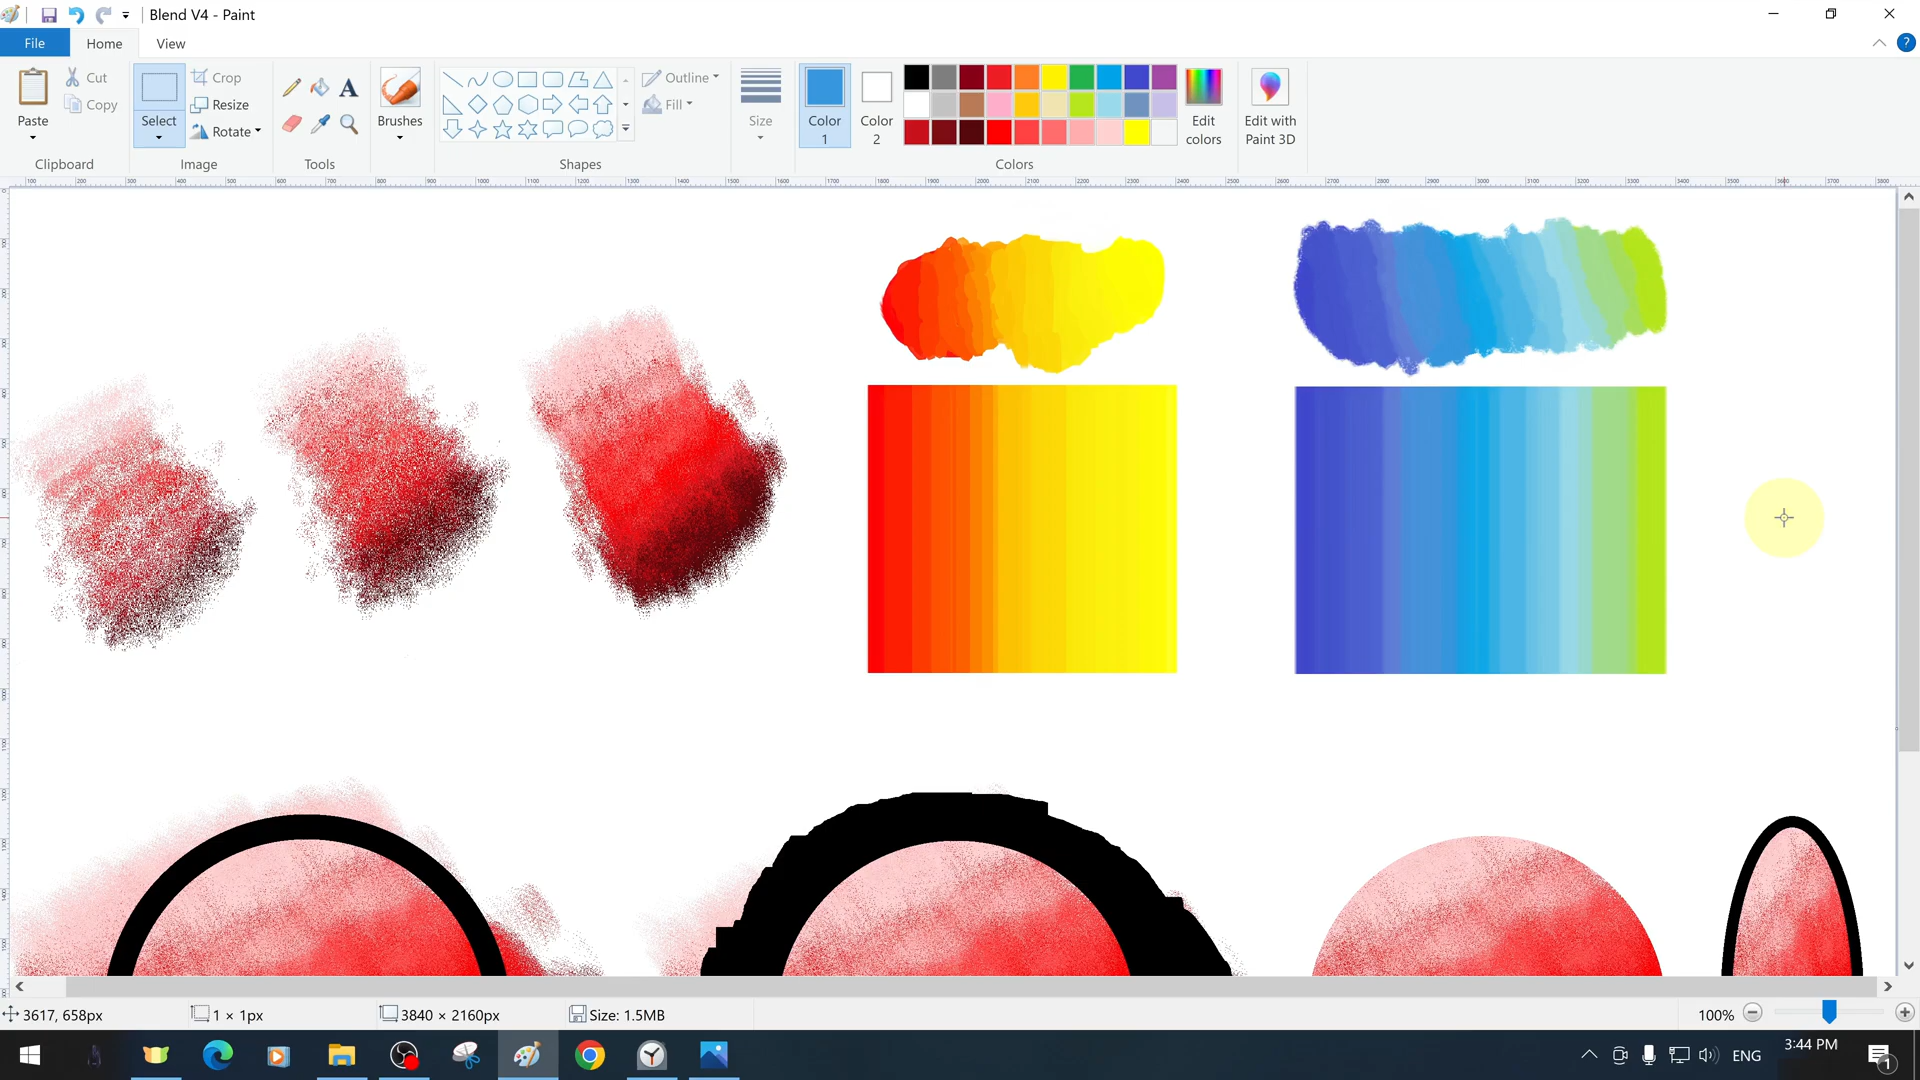 Blend V4 - Paint
File
Home
View
Paste
Cut
Copy
Clipboard
Select
Crop
Resize
Rotate
Image
Tools
Brushes
Shapes
Outline
Fill
Size
Color
1
Color
2
Edit
colors
Colors
Edit with
Paint 3D
3617, 658px
1 × 1px
3840 × 2160px
Size: 1.5MB
100%
ENG
3:44 PM
1